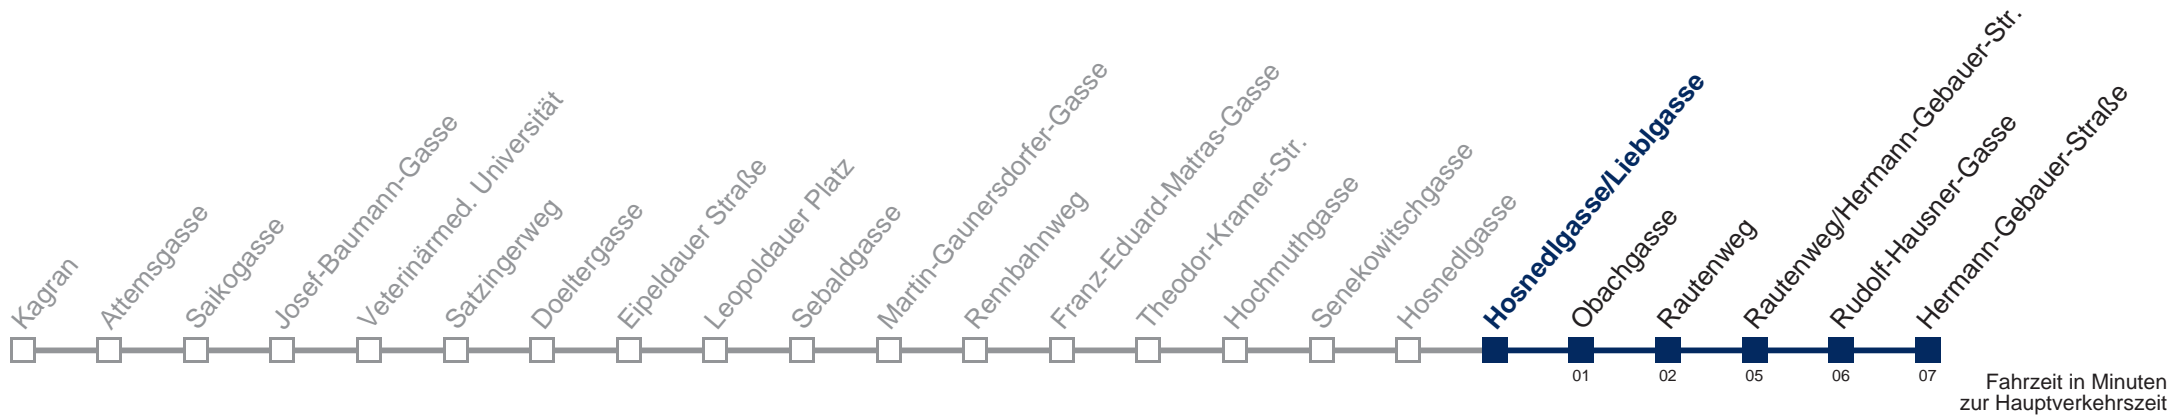 Kagran
Attemsgasse
Saikogasse
Josef-Baumann-Gasse
Veterinärmed. Universität
Satzingerweg
Doeltergasse
Eipeldauer Straße
Leopoldauer Platz
Sebaldgasse
Martin-Gaunersdorfer-Gasse
Rennbahnweg
Franz-Eduard-Matras-Gasse
Theodor-Kramer-Str.
Hochmuthgasse
Senekowitschgasse
Hosnedlgasse
Hosnedlgasse/Lieblgasse
Obachgasse
Rautenweg
Rautenweg/Hermann-Gebauer-Str.
Rudolf-Hausner-Gasse
Hermann-Gebauer-Straße
01 02 05 06 07
Fahrzeit in Minuten
zur Hauptverkehrszeit